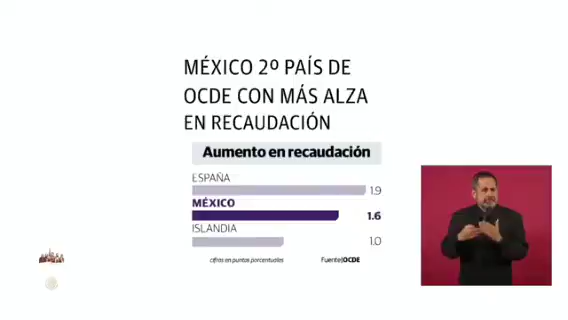 MÉXICO 2º PAÍS DE
OCDE CON MÁS ALZA
EN RECAUDACIÓN
Aumento en recaudación
ESPAÑA
1.9
MÉXICO
1.6
ISLANDIA
1.0
cifras en puntos porcentuales
Fuente|OCDE